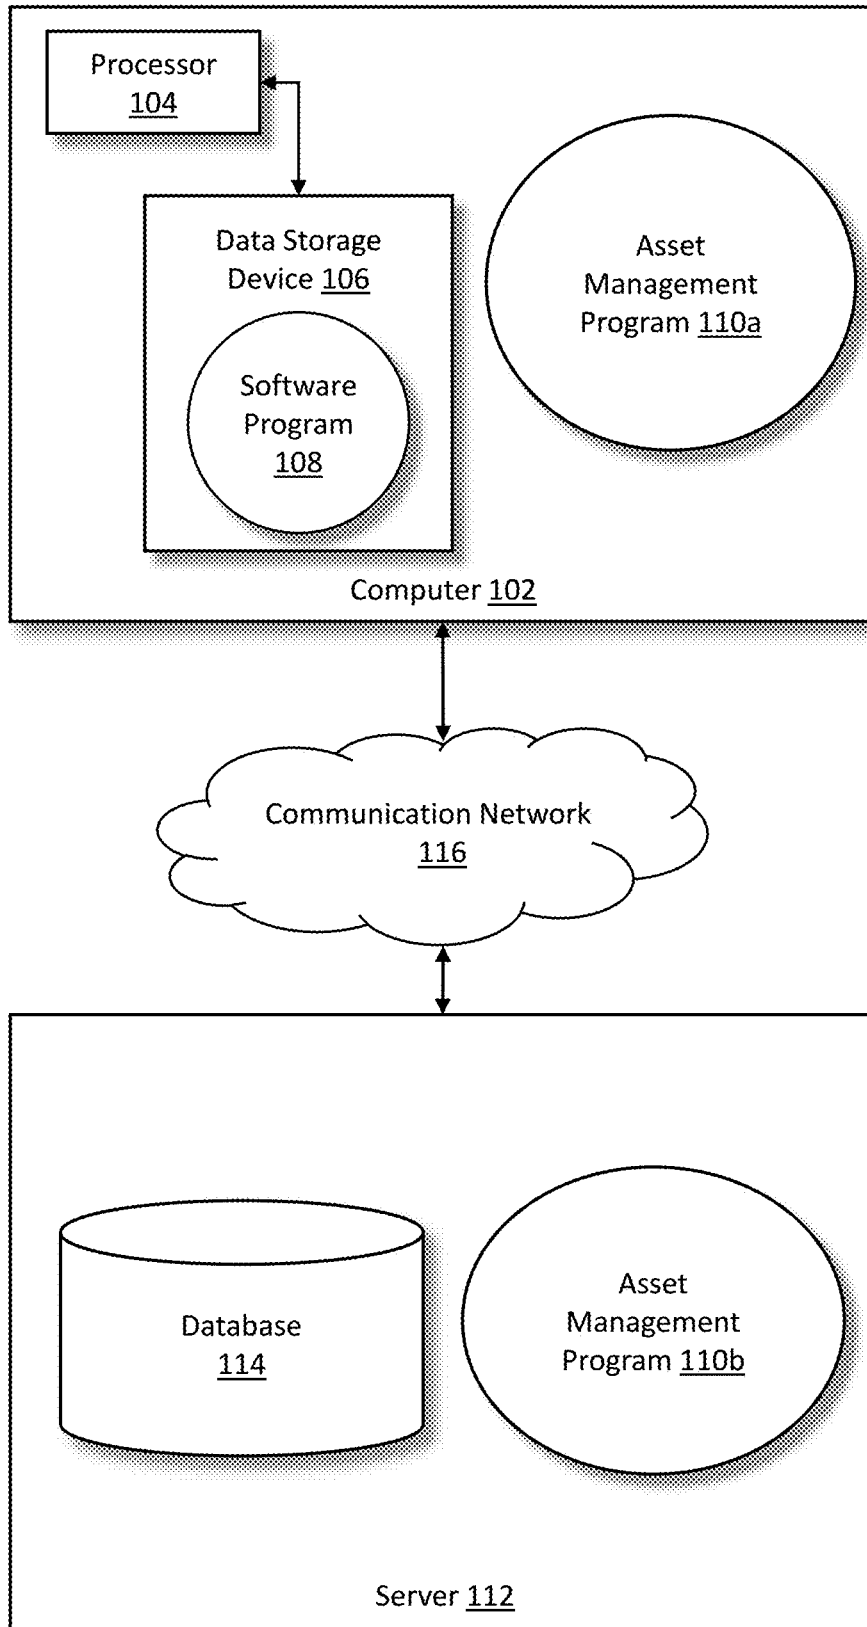 Processor
104
Data Storage
Device 106
Software
Program
108
Asset
Management
Program 110a
Computer 102
Communication Network
116
Database
114
Asset
Management
Program 110b
Server 112